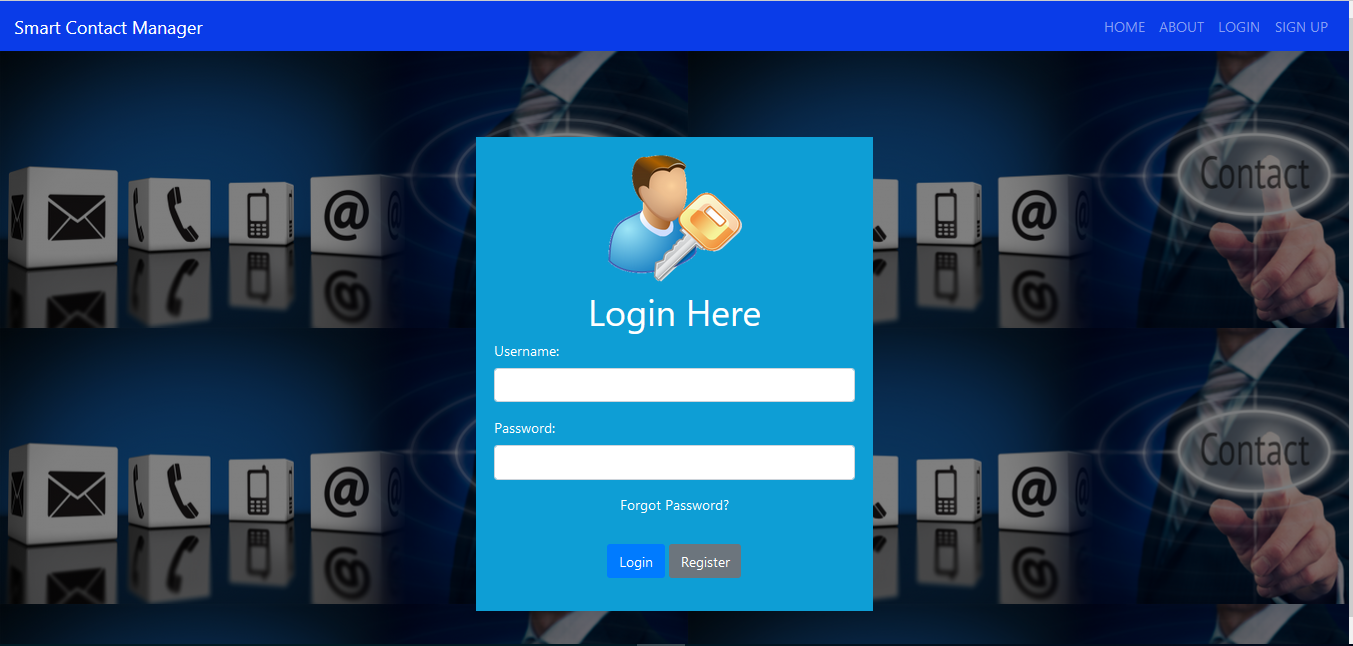 Smart Contact Manager
HOME ABOUT LOGIN SIGN UP
Contact
Login Here
Username:
Password:
Contact
Forgot Password?
Login Register